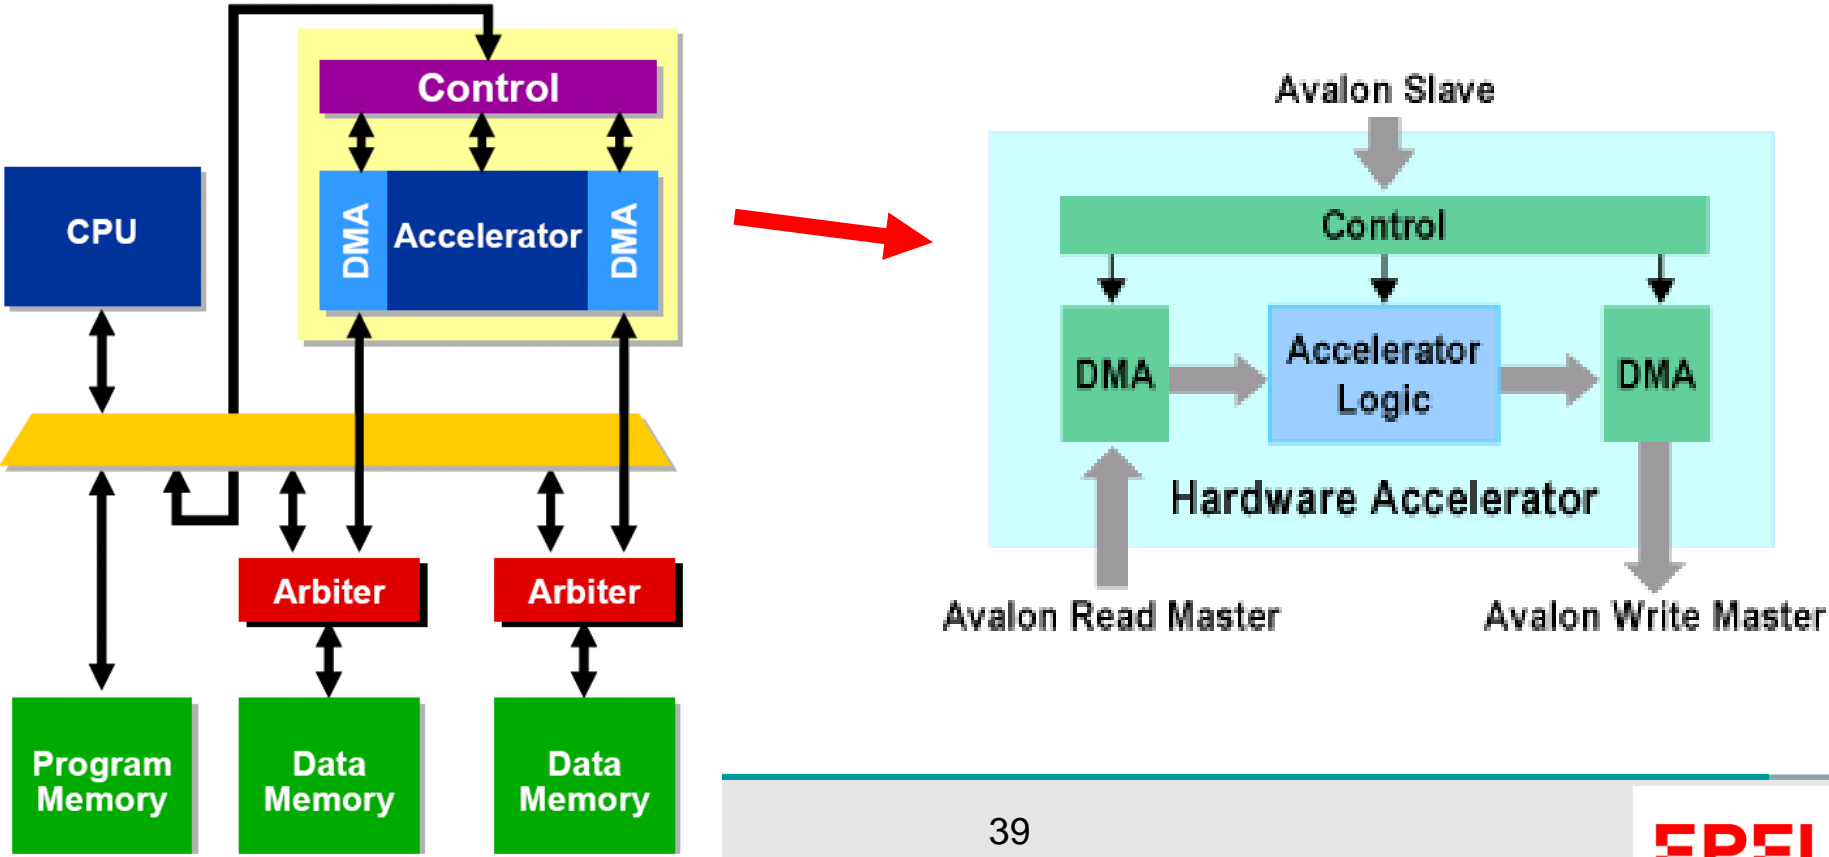 Control
CPU
DMA
Accelerator
DMA
Arbiter
Arbiter
Program
Memory
Data
Memory
Data
Memory
Avalon Slave
Control
DMA
Accelerator
Logic
DMA
Hardware Accelerator
Avalon Read Master
Avalon Write Master
39
EPFL